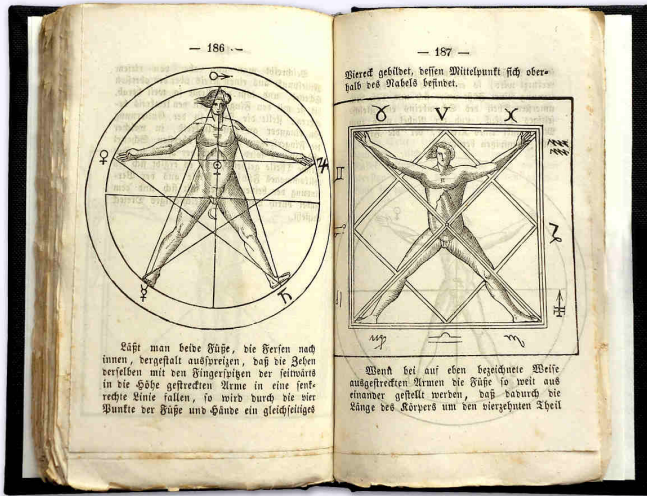 — 186 —
Läßt man beide Füße, die Fersen nach
innen, dergestalt ausspreizen, daß die Zehen
derselben mit den Fingerspitzen der seitwärts
in die Höhe gestreckten Arme in eine senk-
rechte Linie fallen, so wird durch die vier
Punkte der Füße und Hände ein gleichseitiges
— 187 —
Viereck gebildet, dessen Mittelpunkt sich ober-
halb des Nabels befindet.
♉ V X
♊
♑
♍ ♎ ♏
Wenn bei auf eben bezeichnete Weise
ausgestreckten Armen die Füße so weit aus
einander gestellt werden, daß dadurch die
Länge des Körpers um den vierzehnten Theil